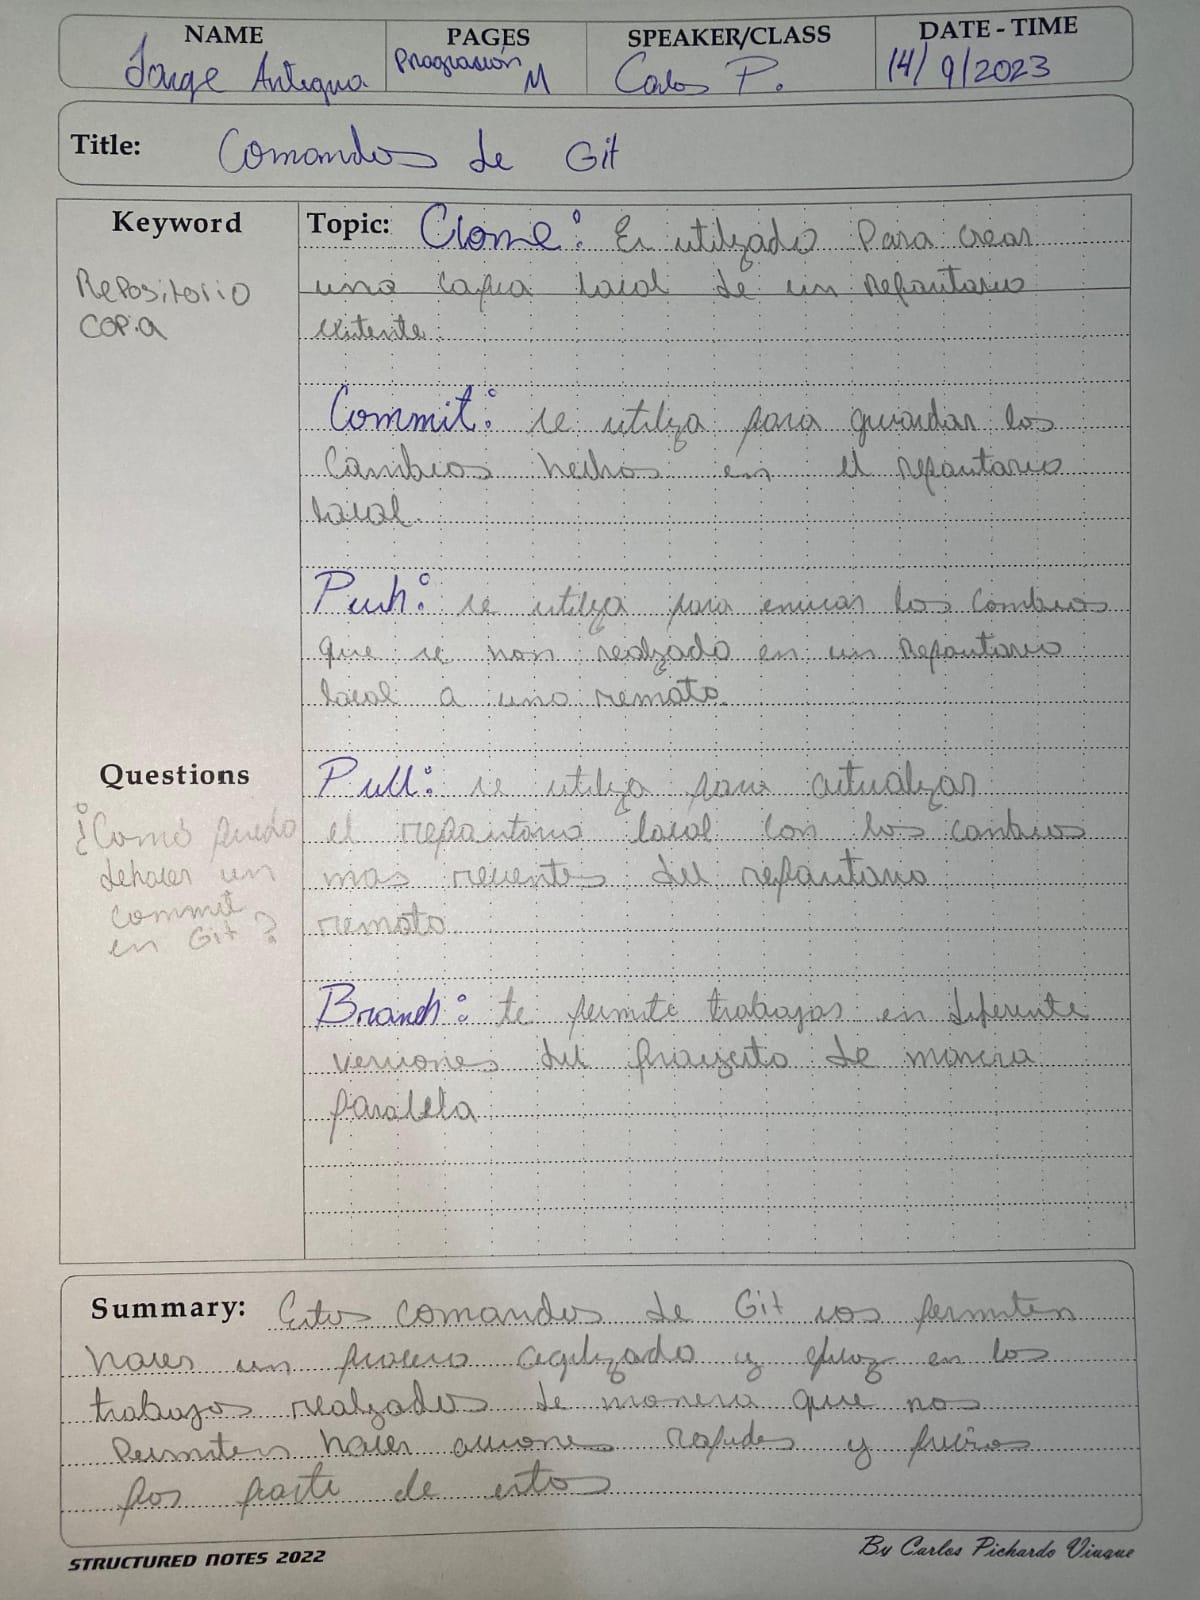 NAME
PAGES
SPEAKER/CLASS
DATE - TIME
Jorge Antigua
Prograsión M
Carlos P.
14/9/2023
Title: Comandos de Git
Keyword
Repositorio
copia
Topic: Clone: Es utilizado Para crear
una copia local de un Repositorio
existente.
Commit: se utiliza para guardar los
Cambios hechos en el repositorio
local.
Push: se utiliza para enviar los Cambios
que se han realizado en un Repositorio
local a uno remoto.
Questions
¿Como puedo
dehacer un
commit
en Git?
Pull: se utiliza para actualizar
el repositorio local con los cambios
mas recientes del repositorio
remoto
Branch: te permite trabajar en diferente
versiones del proyecto de manera
paralela
Summary: Estos comandos de Git nos permiten
hacer un proceso agilizado y eficaz en los
trabajos realizados de manera que nos
Permiten hacer acciones rapidas y
por parte de estos
STRUCTURED NOTES 2022
By Carlos Pichardo Viuque